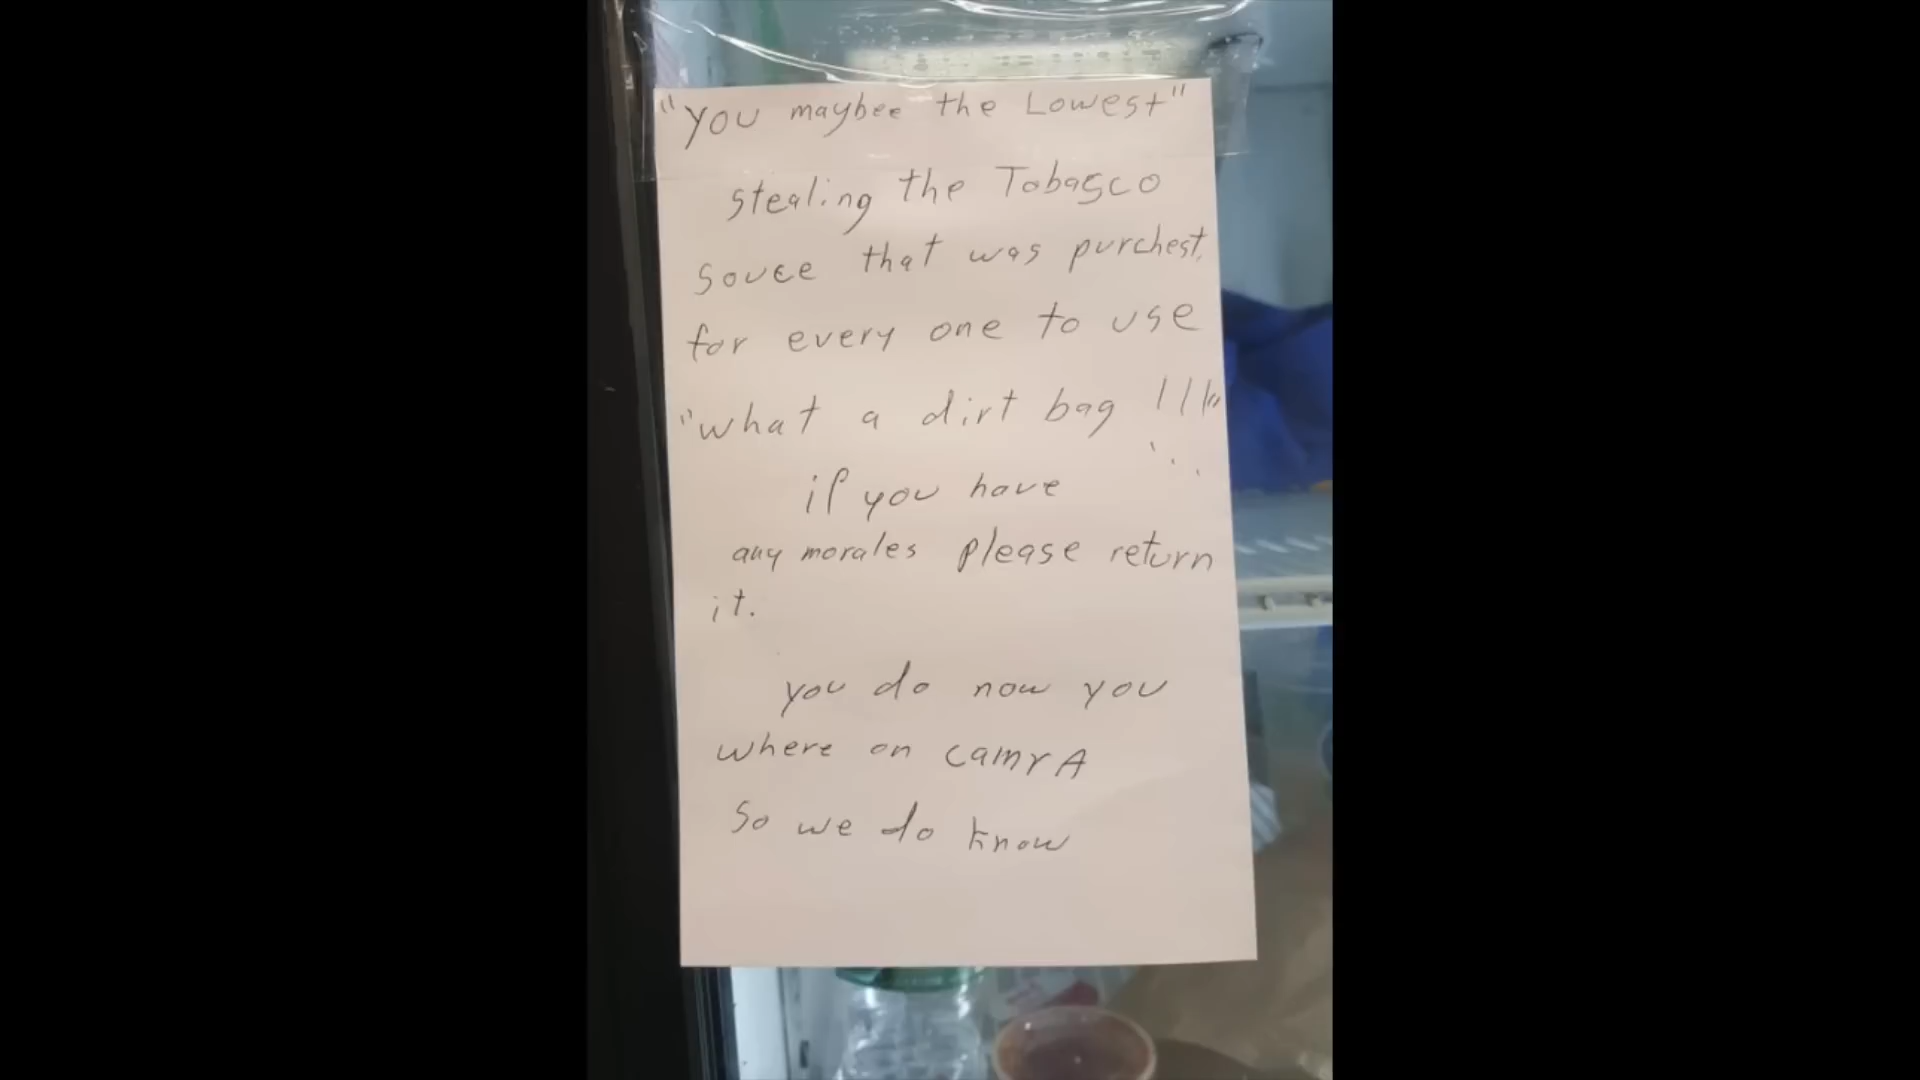 "You maybee the Lowest"
stealing the Tobasco
souce that was purchest.
for every one to use
"what a dirt bag !!!"
if you have
any morales please return
it.
you do now you
where on camrA
So we do know